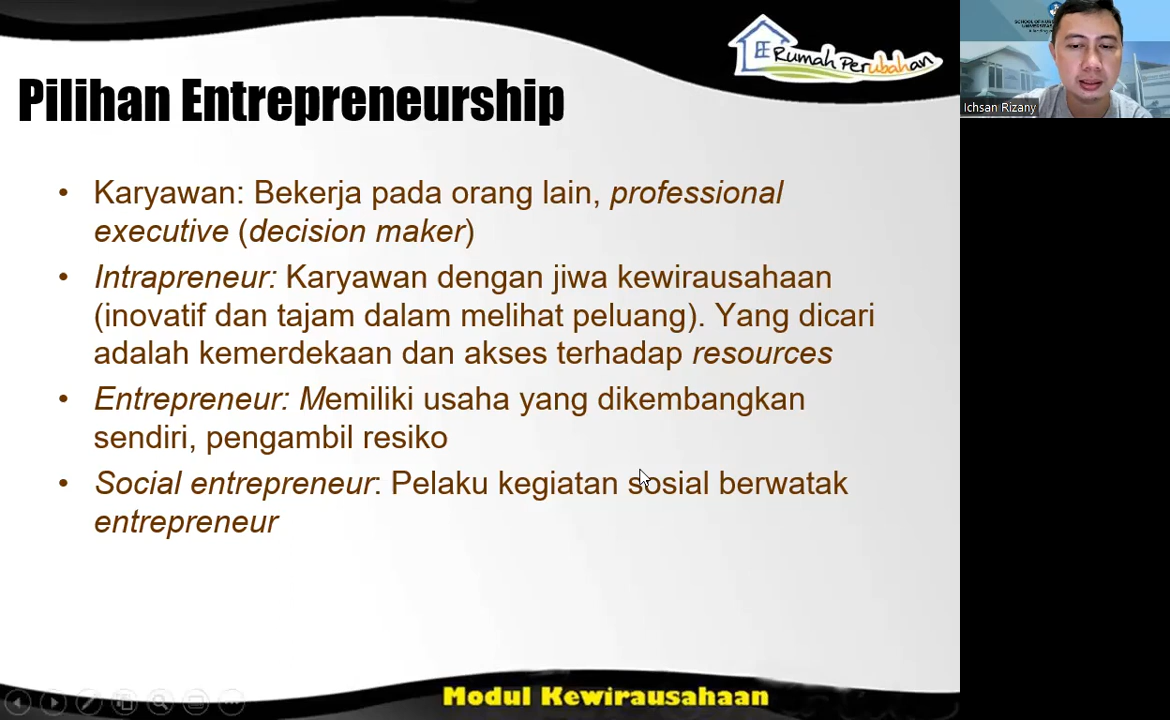 Rumah Perubahan
Pilihan Entrepreneurship
Ichsan Rizany
• Karyawan: Bekerja pada orang lain, professional
executive (decision maker)
• Intrapreneur: Karyawan dengan jiwa kewirausahaan
(inovatif dan tajam dalam melihat peluang). Yang dicari
adalah kemerdekaan dan akses terhadap resources
• Entrepreneur: Memiliki usaha yang dikembangkan
sendiri, pengambil resiko
• Social entrepreneur: Pelaku kegiatan sosial berwatak
entrepreneur
Modul Kewirausahaan